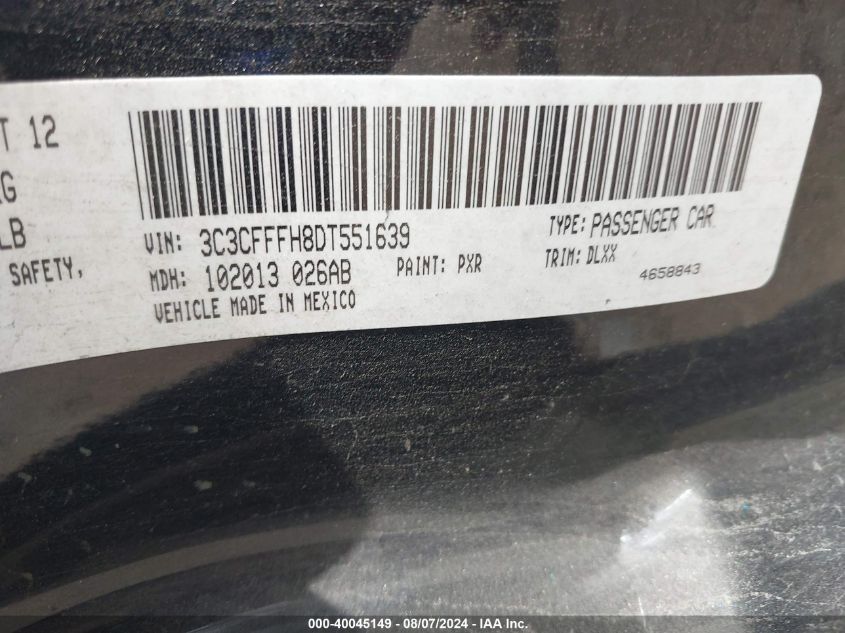 T 12
G
LB
SAFETY,
VIN: 3C3CFFFH8DT551639
TYPE: PASSENGER CAR
MDH: 102013 026AB
PAINT: PXR
TRIM: DLXX
4658843
VEHICLE MADE IN MEXICO
000-40045149 - 08/07/2024 - IAA Inc.